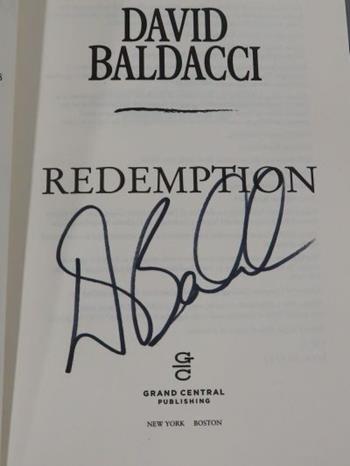 DAVID
BALDACCI
REDEMPTION
GRAND CENTRAL
PUBLISHING
NEW YORK BOSTON